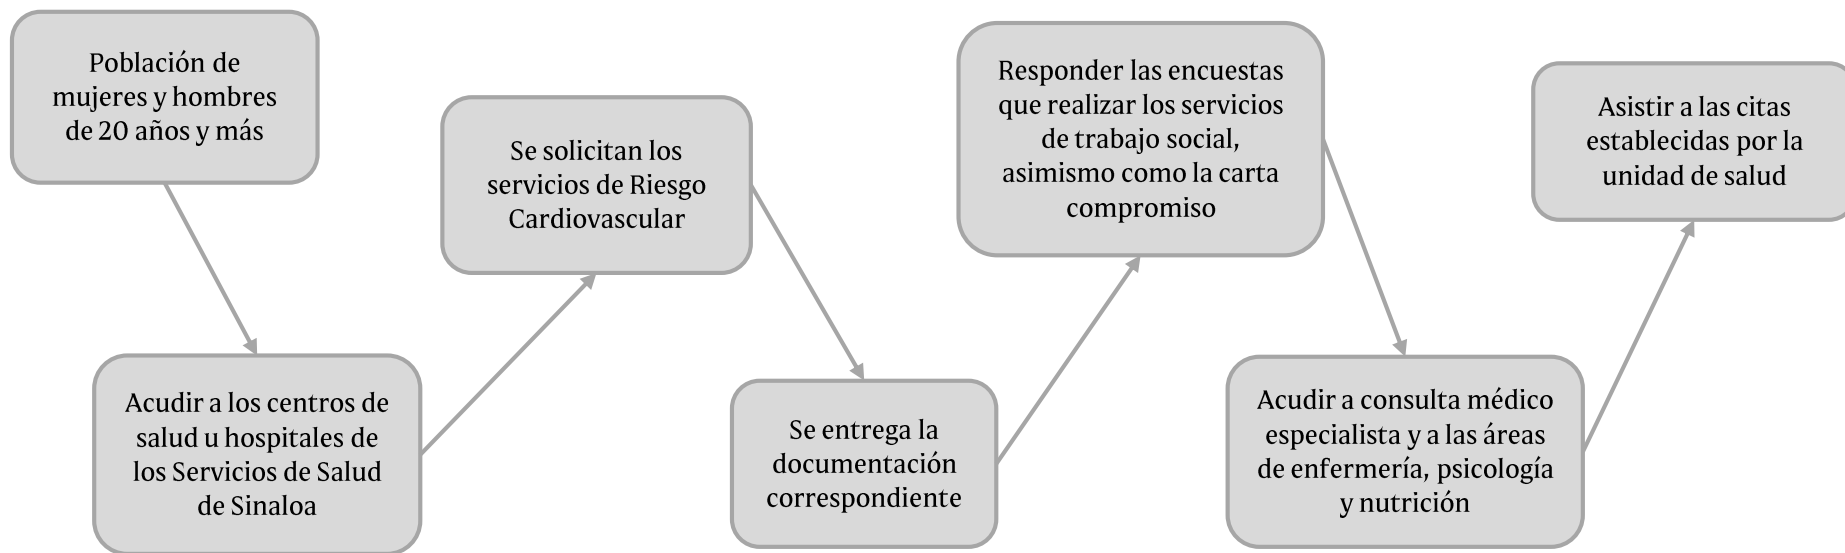 Población de
mujeres y hombres
de 20 años y más
Acudir a los centros de
salud u hospitales de
los Servicios de Salud
de Sinaloa
Se solicitan los
servicios de Riesgo
Cardiovascular
Se entrega la
documentación
correspondiente
Responder las encuestas
que realizar los servicios
de trabajo social,
asimismo como la carta
compromiso
Acudir a consulta médico
especialista y a las áreas
de enfermería, psicología
y nutrición
Asistir a las citas
establecidas por la
unidad de salud